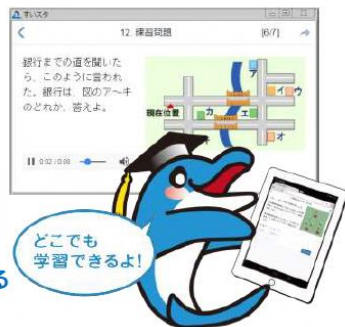 すいスタ
12. 練習問題
[6/7]
銀行までの道を聞いた
ら、このように言われ
た。銀行は、図のア～キ
のどれか、答えよ。
ア
イ
ウ
現在位置
カ
エ
オ
0:02 / 0:08
どこでも
学習できるよ!
る